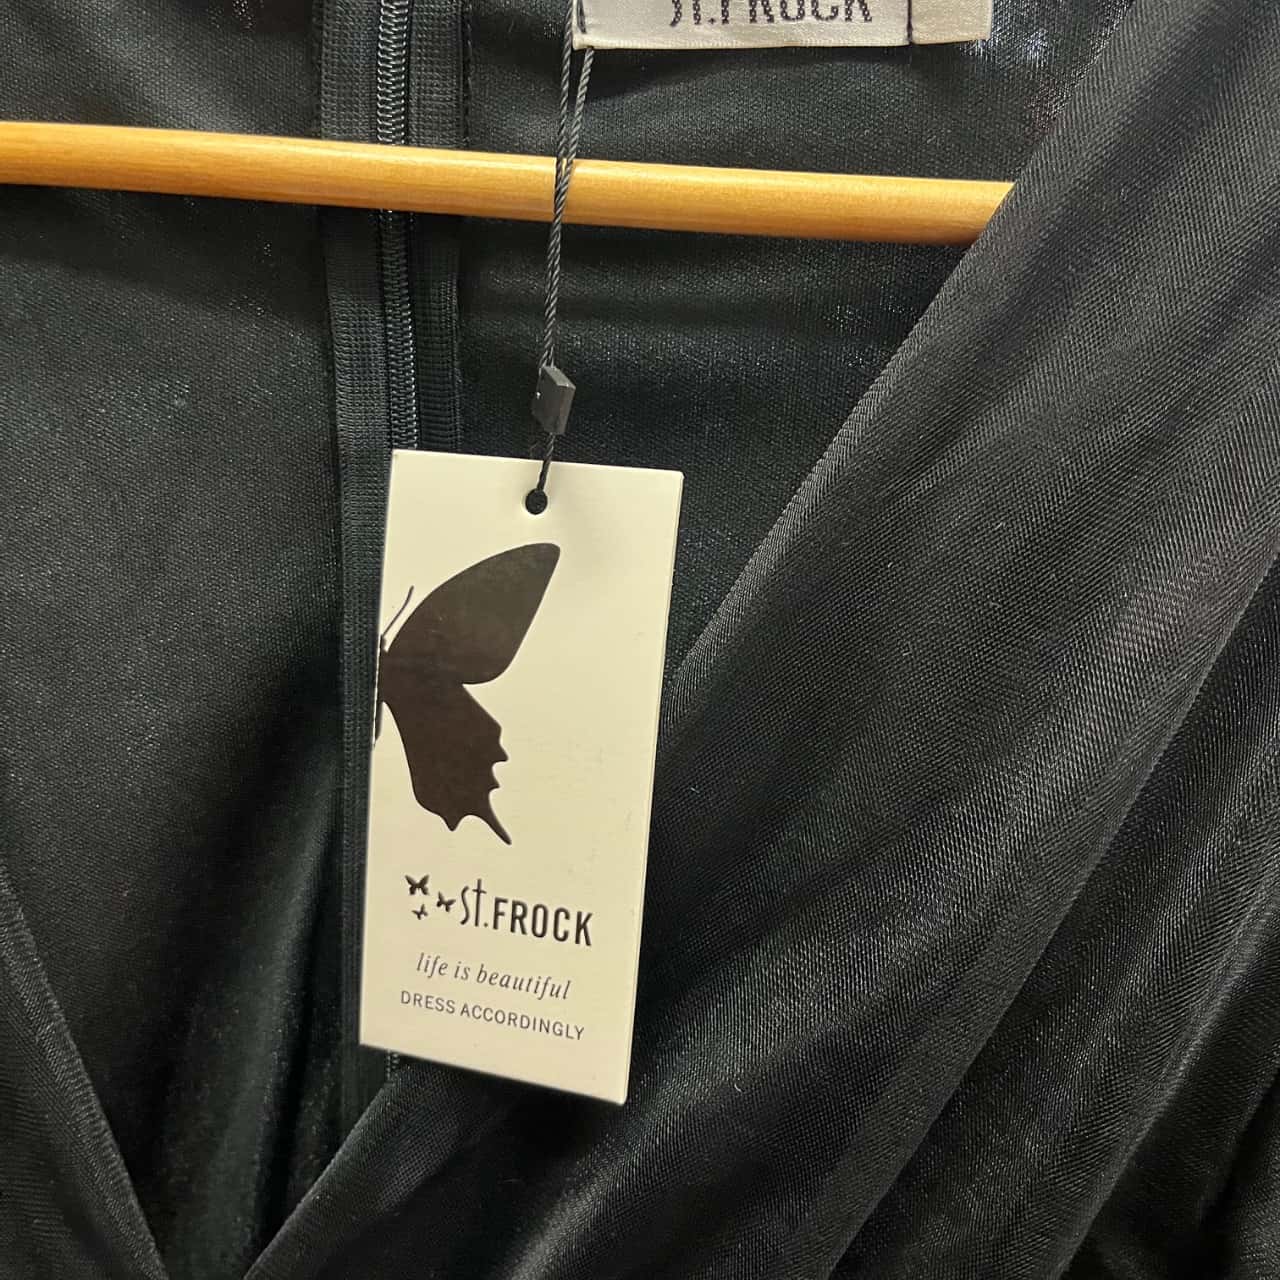 ST.FROCK
st.FROCK
life is beautiful
DRESS ACCORDINGLY